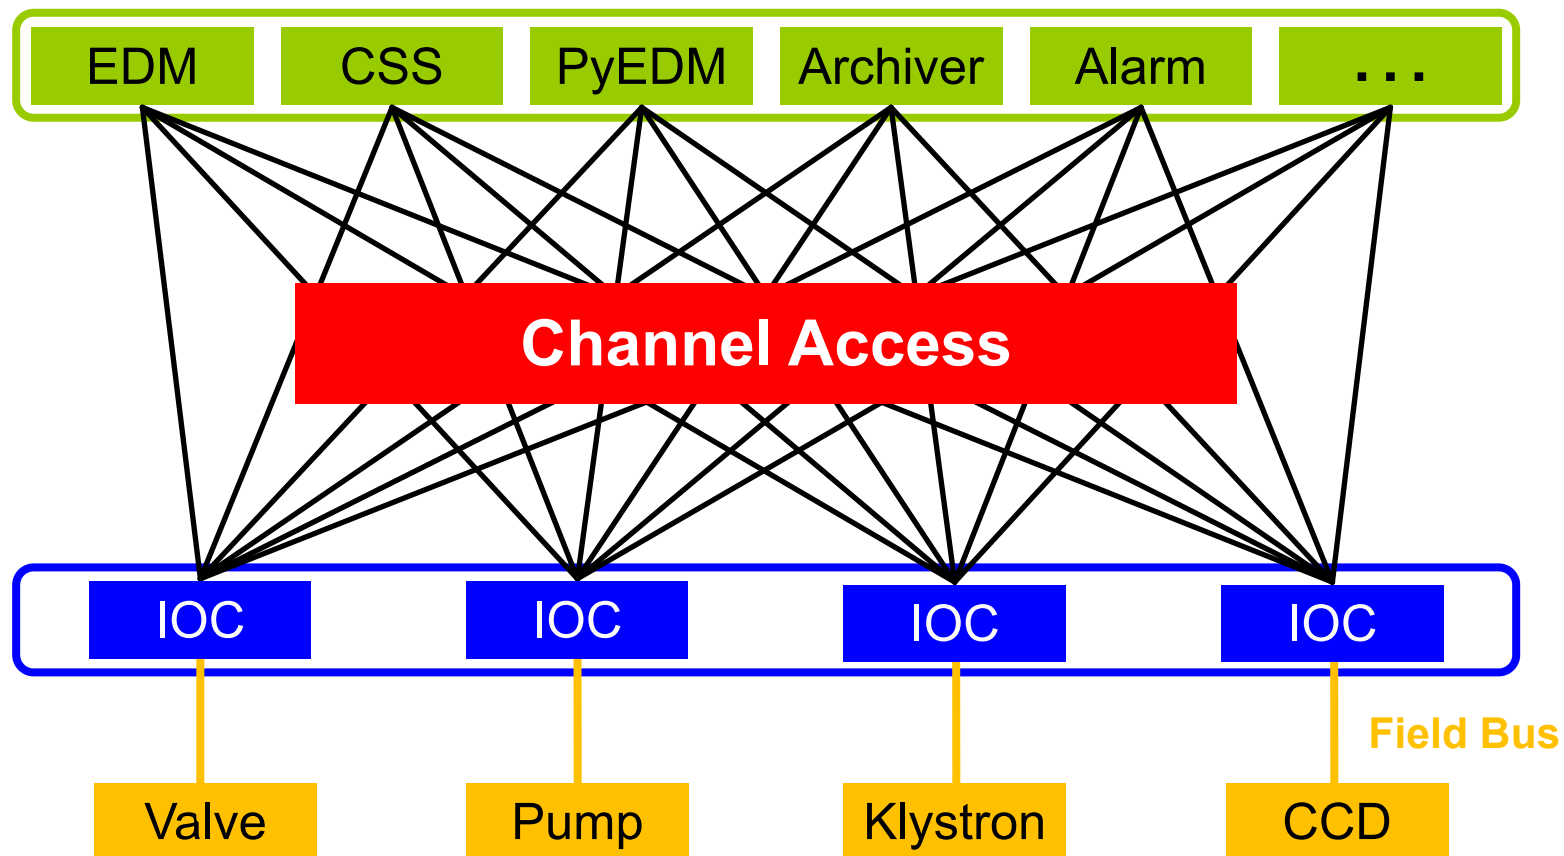 EDM CSS PyEDM Archiver Alarm ...
Channel Access
IOC IOC IOC IOC
Field Bus
Valve Pump Klystron CCD